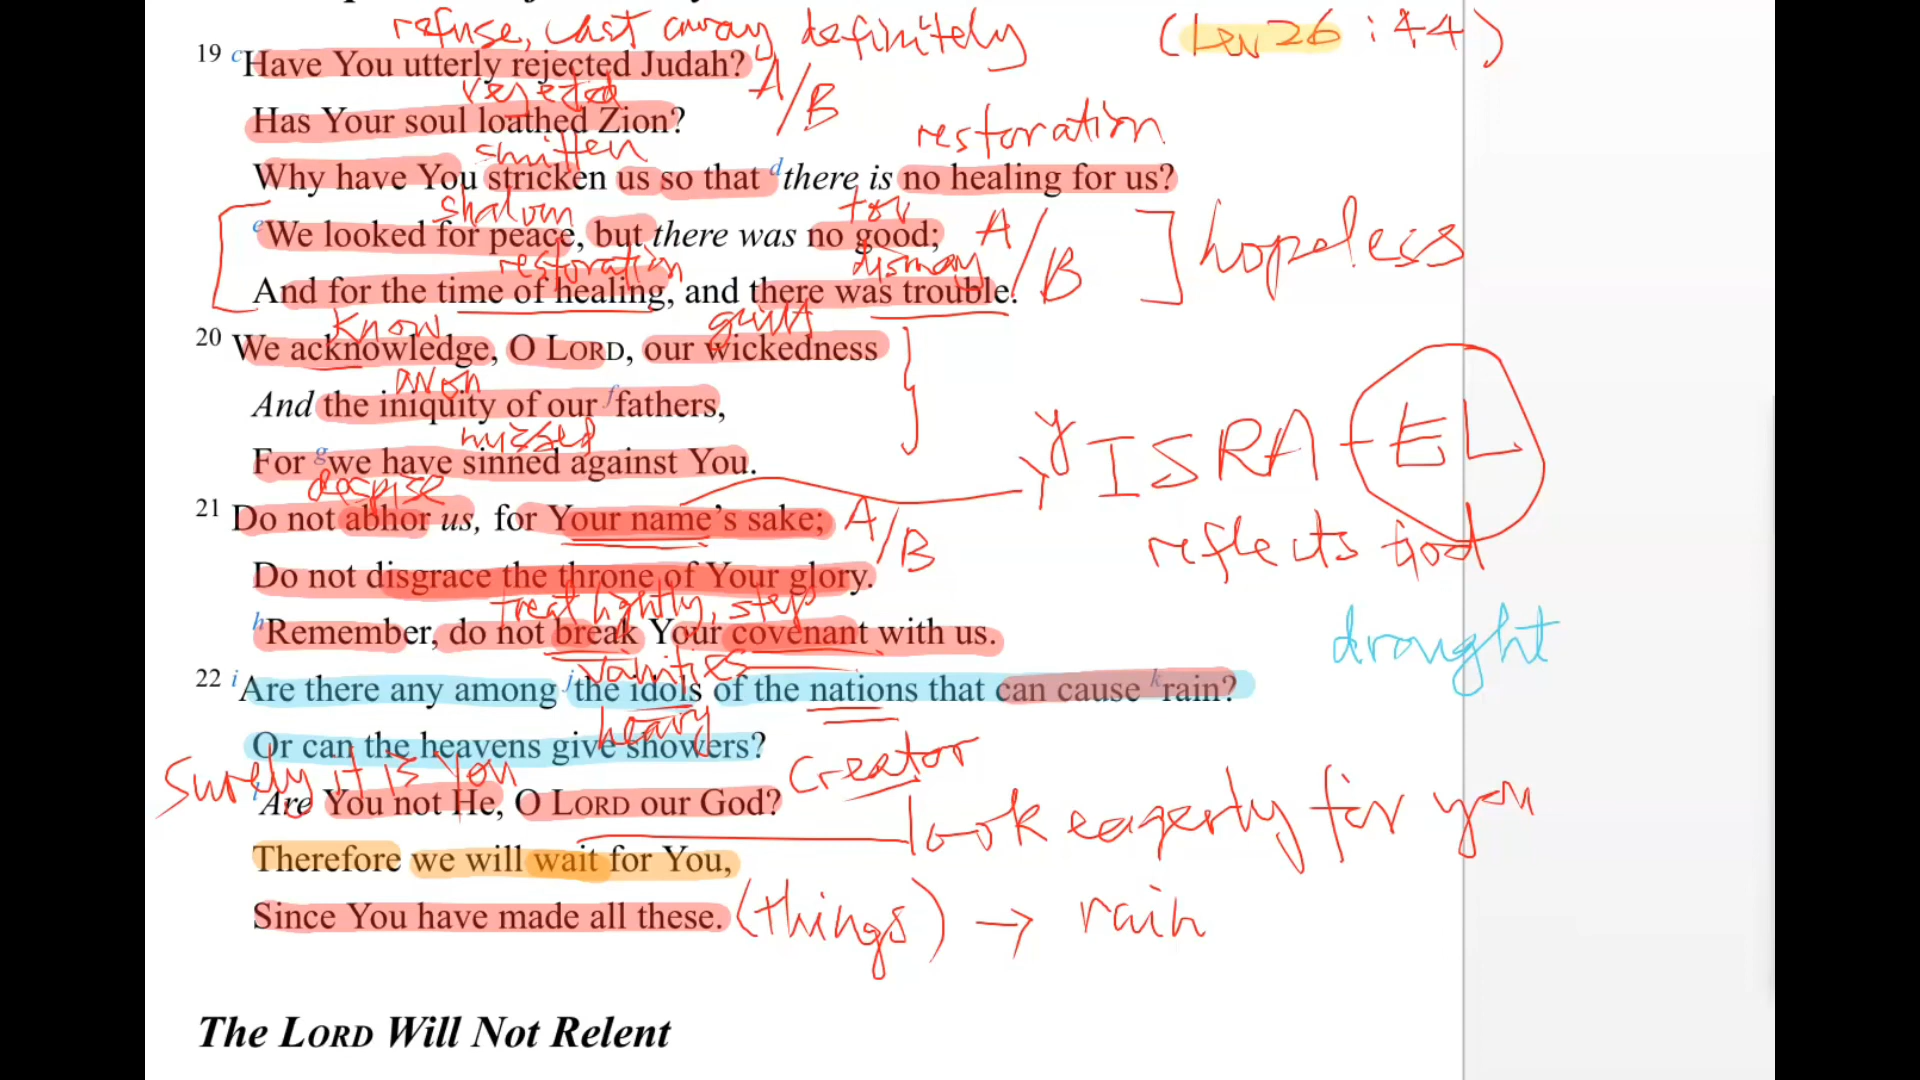 refuse, cast away definitely (Lev 26:44)
19 c Have You utterly rejected Judah? A/B
rejected
Has Your soul loathed Zion?
smitten restoration
Why have You stricken us so that d there is no healing for us?
shalom tov
e We looked for peace, but there was no good; A/B ] hopeless
restoration dismay
And for the time of healing, and there was trouble.
know guilt
20 We acknowledge, O LORD, our wickedness
avon
And the iniquity of our f fathers,
missed y ISRA-EL
For g we have sinned against You.
despise
21 Do not abhor us, for Your name's sake; A/B
reflects God
Do not disgrace the throne of Your glory.
treat lightly, step drought
h Remember, do not break Your covenant with us.
vanities
22 i Are there any among j the idols of the nations that can cause k rain?
heavy
Or can the heavens give showers?
Surely it is You creator
l Are You not He, O LORD our God?
look eagerly for you
Therefore we will wait for You,
Since You have made all these. (things) → rain
The LORD Will Not Relent